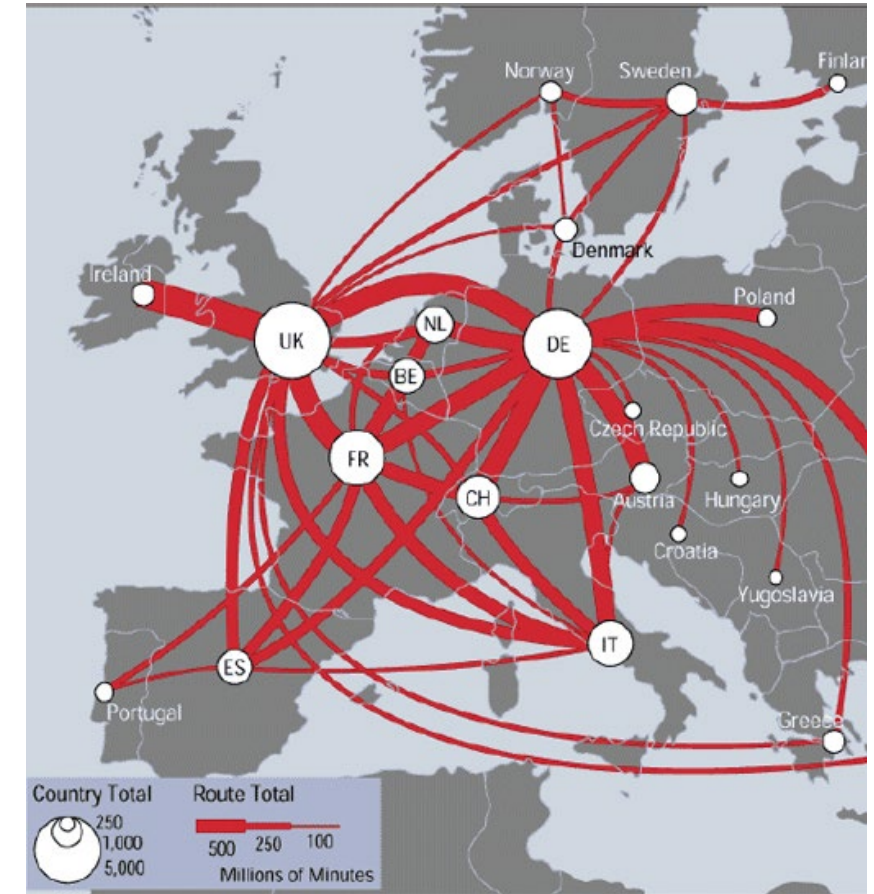 Norway
Sweden
Finlar
Denmark
Ireland
UK
NL
DE
Poland
BE
Czech Republic
FR
CH
Austria
Hungary
Croatia
Yugoslavia
IT
ES
Portugal
Greece
Country Total
250
1,000
5,000
Route Total
500 250 100
Millions of Minutes